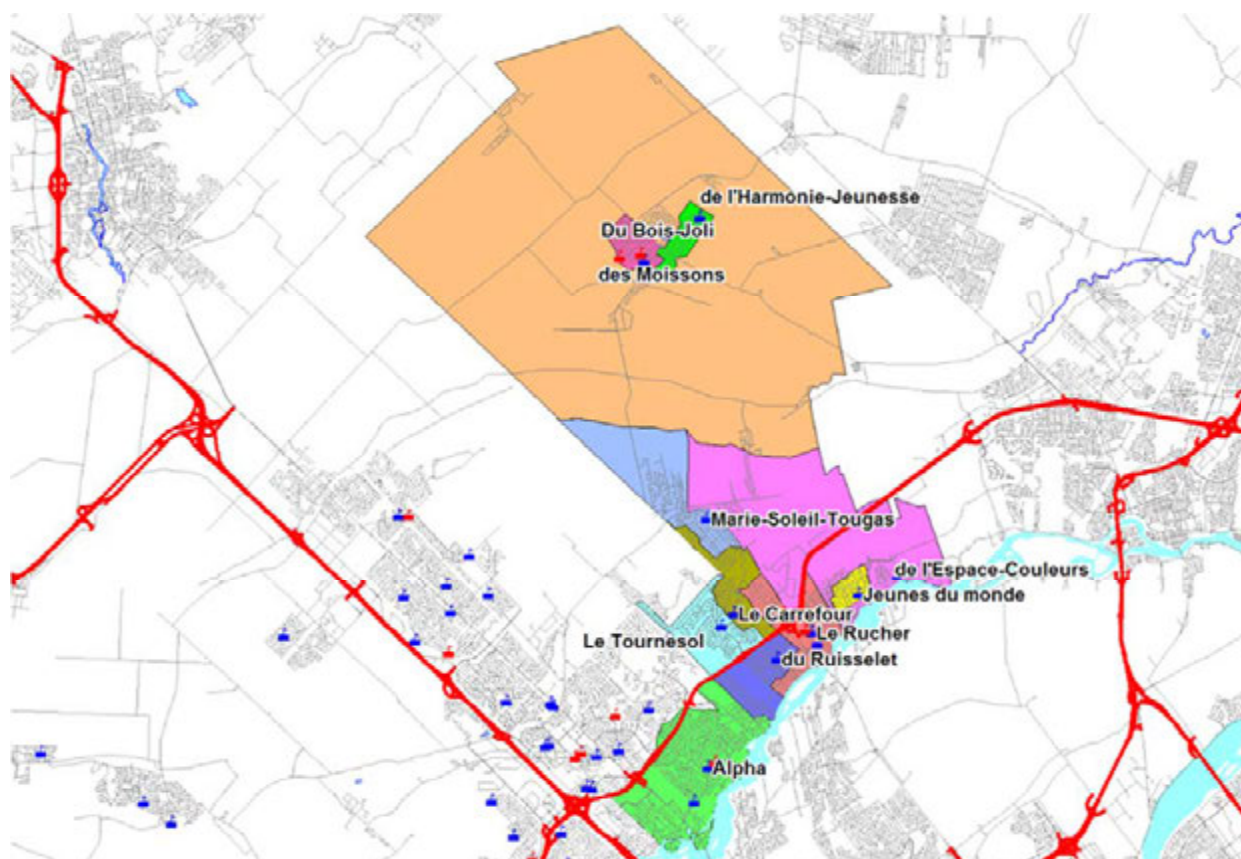 de l'Harmonie-Jeunesse
Du Bois-Joli
des Moissons
Marie-Soleil-Tougas
de l'Espace-Couleurs
Jeunes du monde
Le Carrefour
Le Rucher
Le Tournesol
du Ruisselet
Alpha